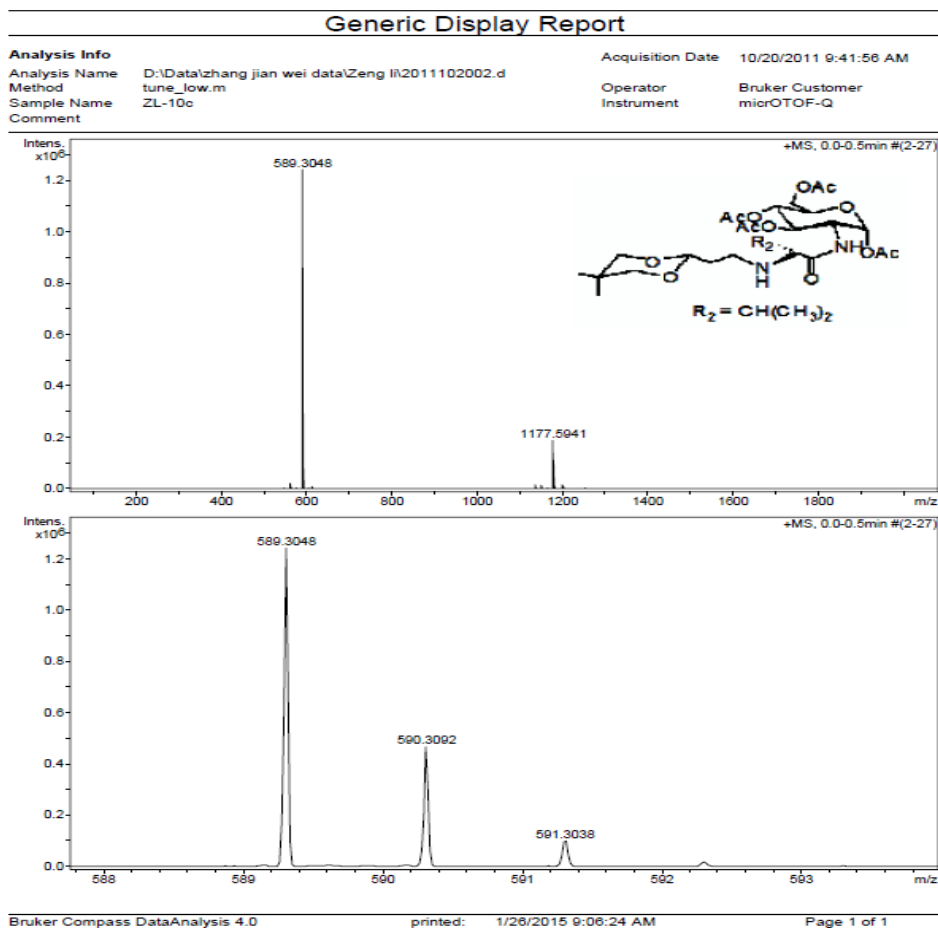 Generic Display Report
Analysis Info
Acquisition Date 10/20/2011 9:41:56 AM
Analysis Name D:\Data\zhang jian wei data\Zeng li\2011102002.d
Method tune_low.m
Operator Bruker Customer
Sample Name ZL-10c
Instrument micrOTOF-Q
Comment
Intens.
x10⁶
+MS, 0.0-0.5min #(2-27)
589.3048
1.2
1.0
0.8
0.6
0.4
0.2
0.0
1177.5941
200 400 600 800 1000 1200 1400 1600 1800 m/z
OAc
O
AcO
AcO
R₂
NH
OAc
O
O
N
H
O
R₂ = CH(CH₃)₂
Intens.
x10⁶
+MS, 0.0-0.5min #(2-27)
589.3048
1.2
1.0
0.8
0.6
0.4
0.2
0.0
590.3092
591.3038
588 589 590 591 592 593 m/z
Bruker Compass DataAnalysis 4.0 printed: 1/26/2015 9:06:24 AM Page 1 of 1